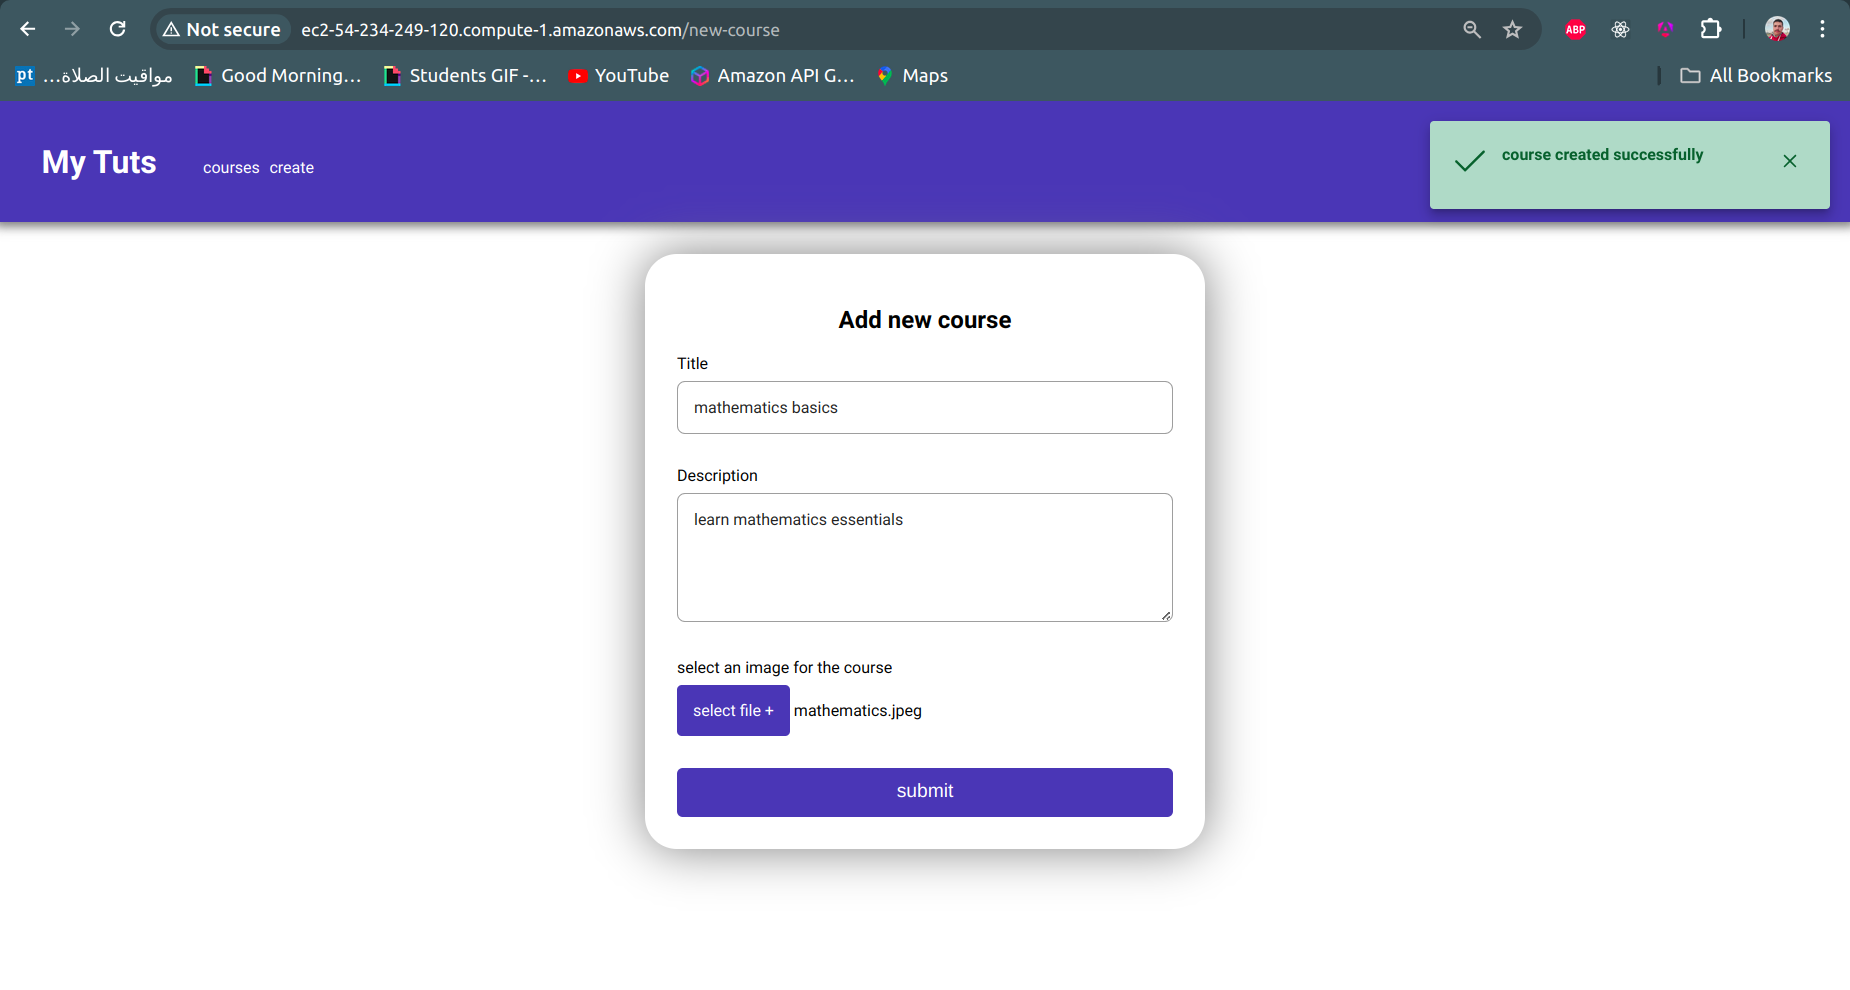 Not secure ec2-54-234-249-120.compute-1.amazonaws.com/new-course ABP
pt مواقيت الصلاة... Good Morning... Students GIF -... YouTube Amazon API G... Maps All Bookmarks
My Tuts courses create
course created successfully
Add new course
Title
mathematics basics
Description
learn mathematics essentials
select an image for the course
select file + mathematics.jpeg
submit